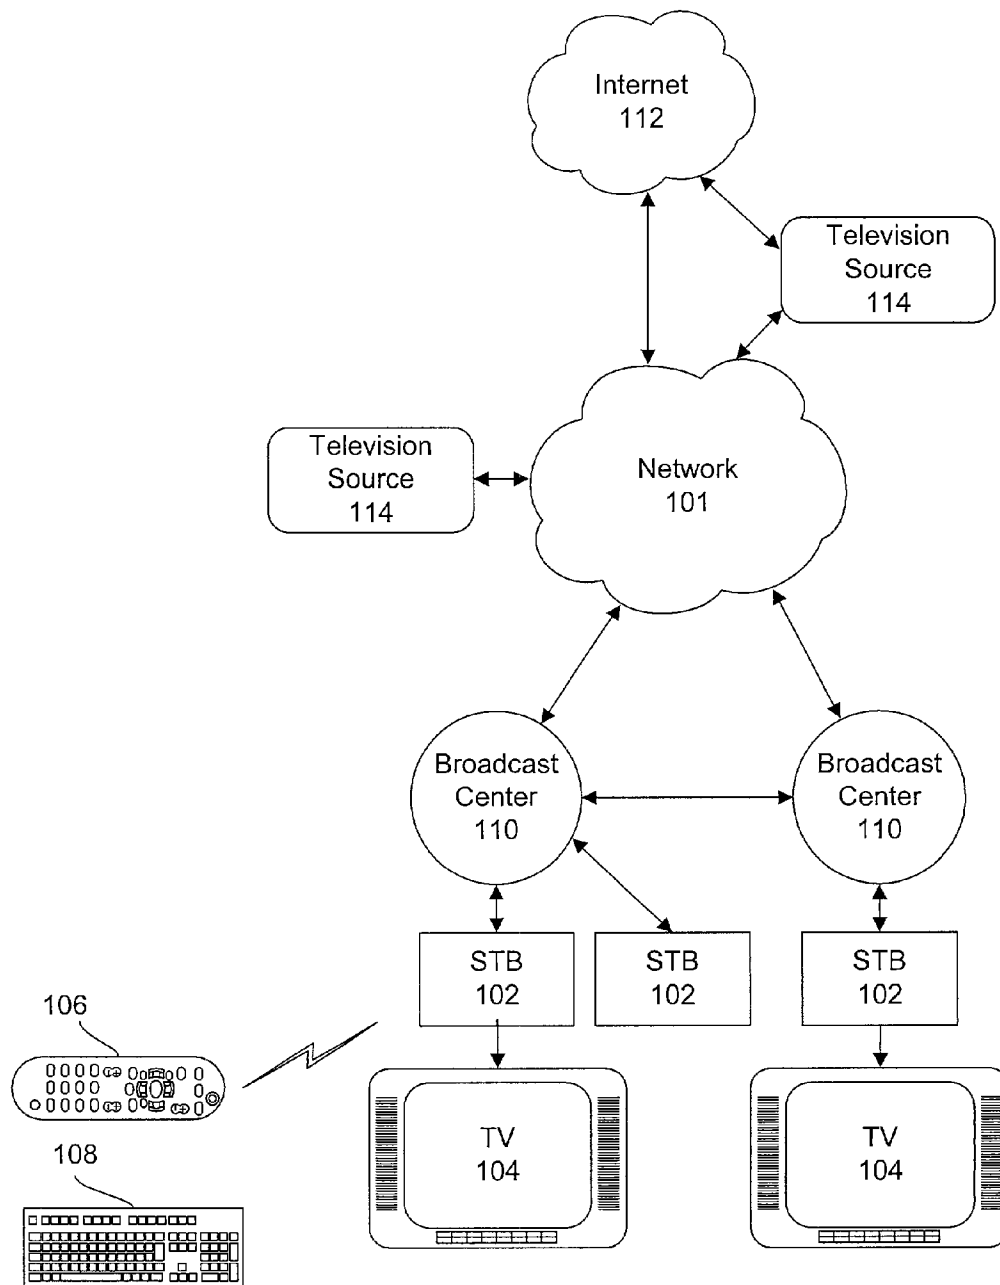 Internet
112
Television
Source
114
Television
Source
114
Network
101
Broadcast
Center
110
Broadcast
Center
110
STB
102
STB
102
STB
102
106
TV
104
TV
104
108